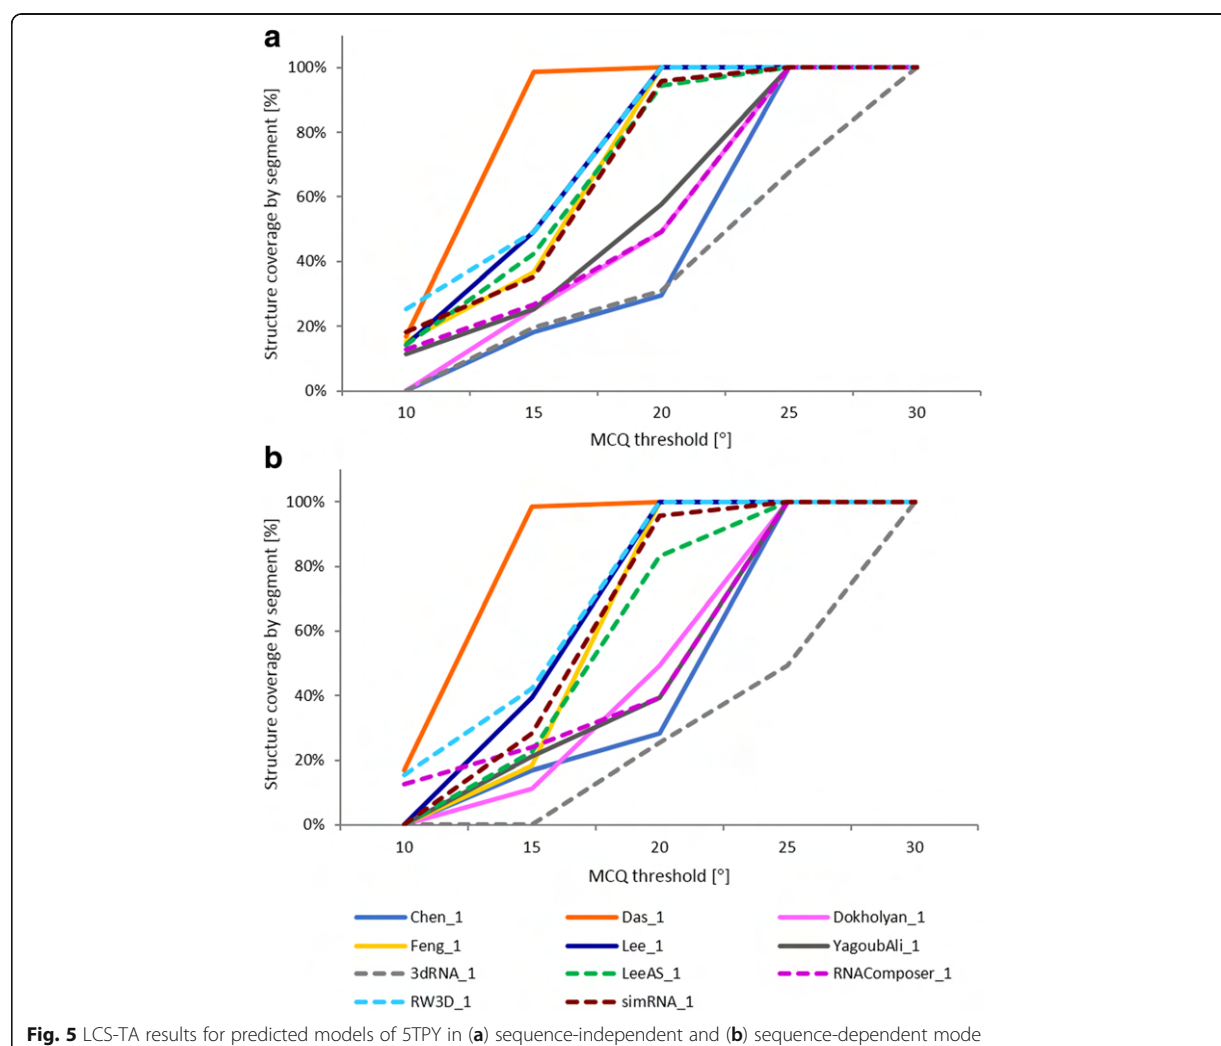 a
100%
80%
60%
40%
20%
0%
Structure coverage by segment [%]
10 15 20 25 30
MCQ threshold [°]
b
100%
80%
60%
40%
20%
0%
Structure coverage by segment [%]
10 15 20 25 30
MCQ threshold [°]
Chen_1 Das_1 Dokholyan_1
Feng_1 Lee_1 YagoubAli_1
3dRNA_1 LeeAS_1 RNAComposer_1
RW3D_1 simRNA_1
Fig. 5 LCS-TA results for predicted models of 5TPY in (a) sequence-independent and (b) sequence-dependent mode